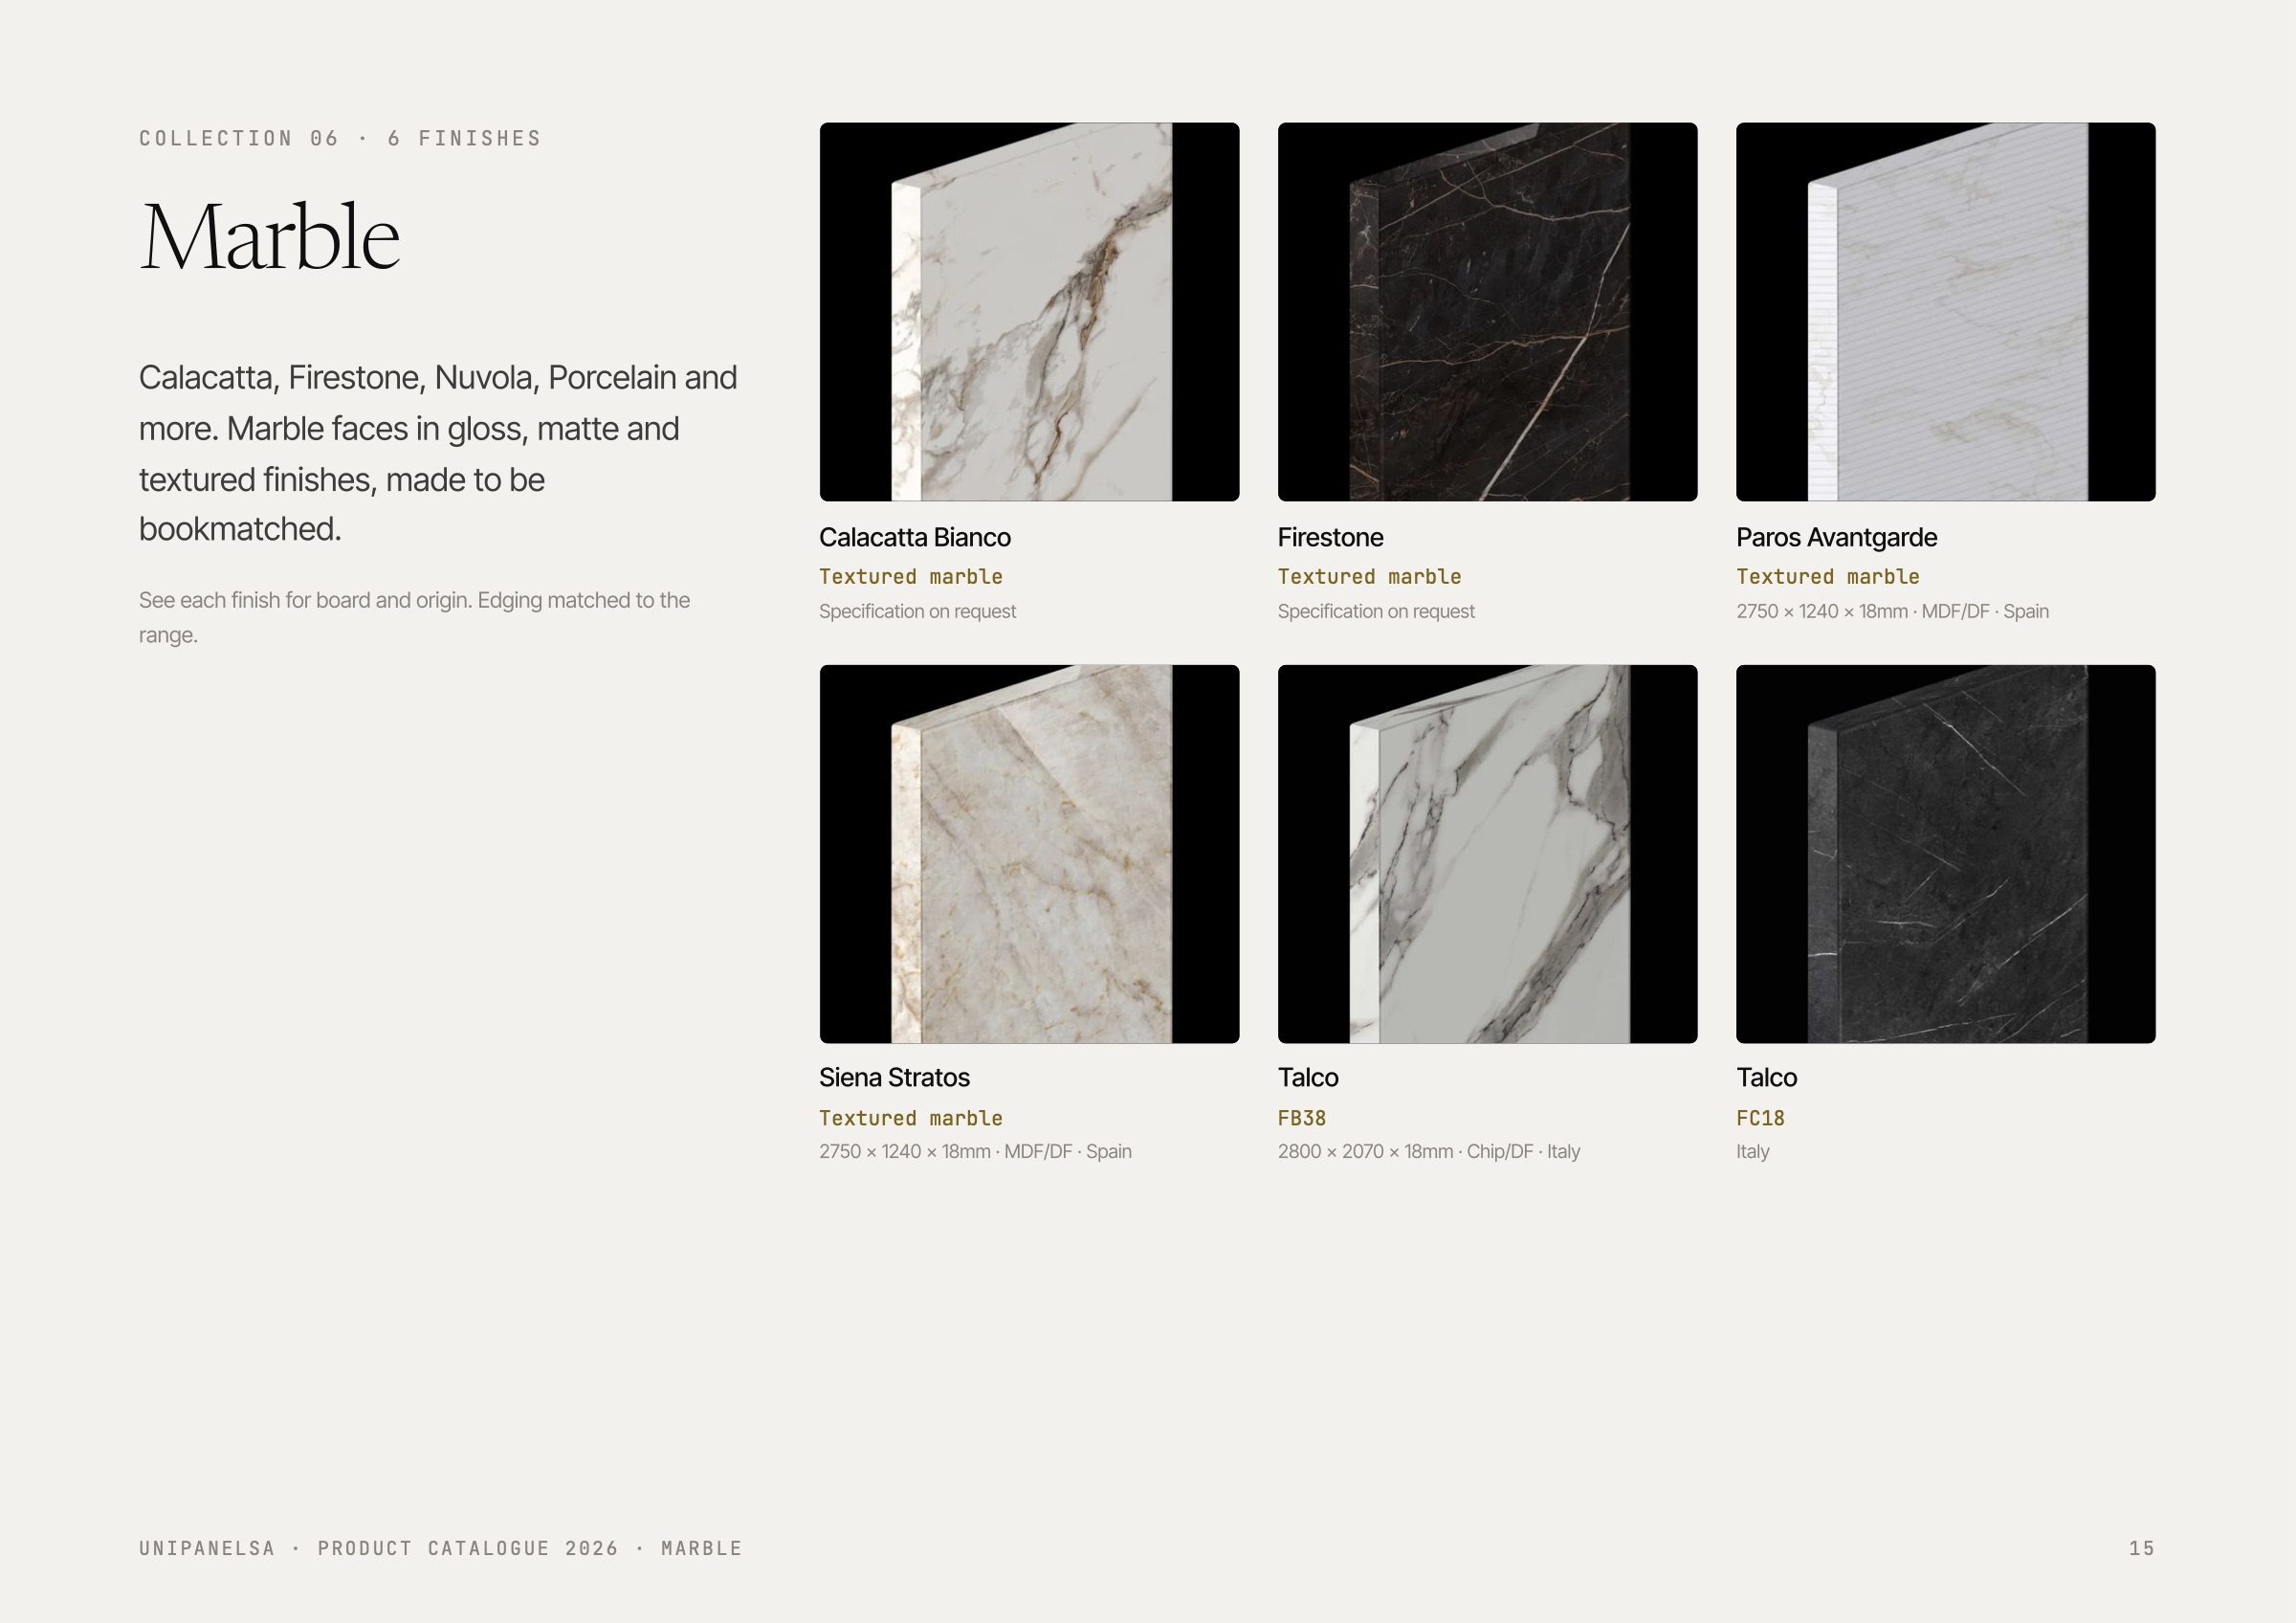 COLLECTION 06 · 6 FINISHES
Marble
Calacatta, Firestone, Nuvola, Porcelain and
more. Marble faces in gloss, matte and
textured finishes, made to be
bookmatched.
See each finish for board and origin. Edging matched to the
range.
Calacatta Bianco
Textured marble
Specification on request
Firestone
Textured marble
Specification on request
Paros Avantgarde
Textured marble
2750 × 1240 × 18mm · MDF/DF · Spain
Siena Stratos
Textured marble
2750 × 1240 × 18mm · MDF/DF · Spain
Talco
FB38
2800 × 2070 × 18mm · Chip/DF · Italy
Talco
FC18
Italy
UNIPANELSA · PRODUCT CATALOGUE 2026 · MARBLE
15